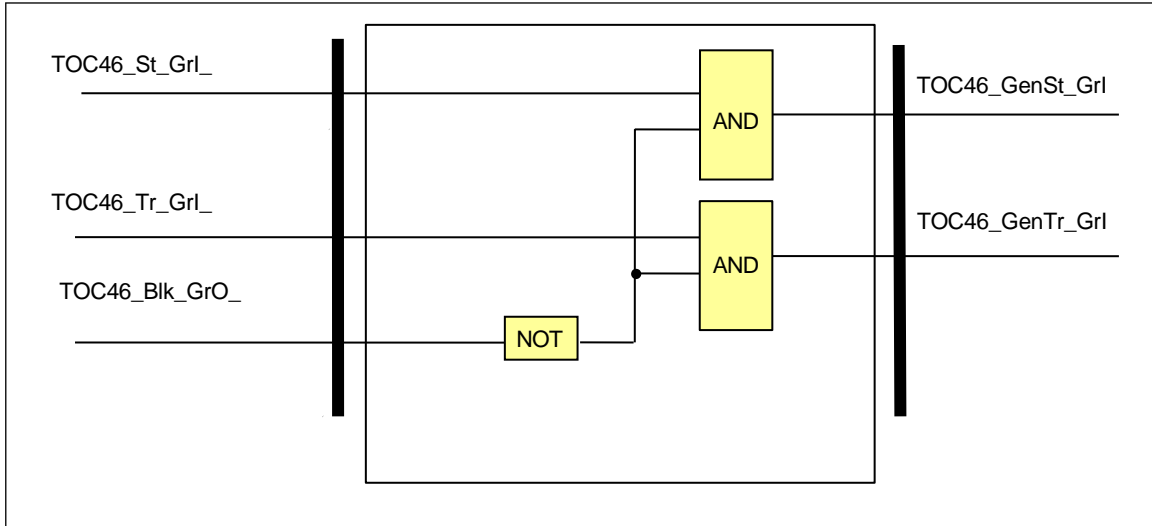 TOC46_St_GrI_
TOC46_GenSt_GrI
AND
TOC46_Tr_GrI_
TOC46_GenTr_GrI
AND
TOC46_Blk_GrO_
NOT